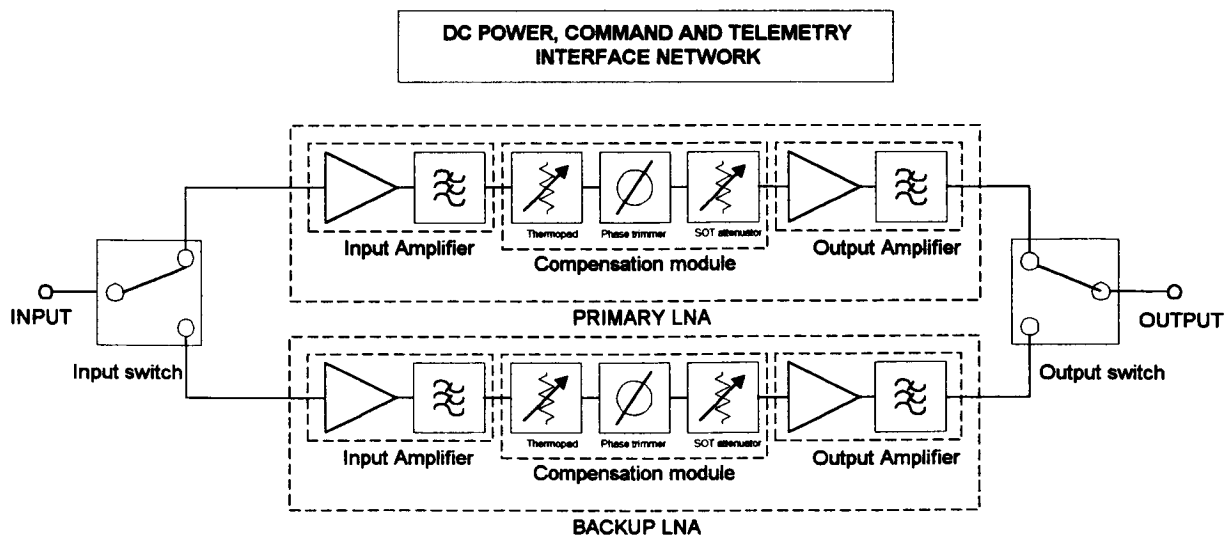 DC POWER, COMMAND AND TELEMETRY
INTERFACE NETWORK
Thermopad
Phase trimmer
SOT attenuator
Input Amplifier
Compensation module
Output Amplifier
PRIMARY LNA
INPUT
OUTPUT
Input switch
Output switch
Thermopad
Phase trimmer
SOT attenuator
Input Amplifier
Compensation module
Output Amplifier
BACKUP LNA